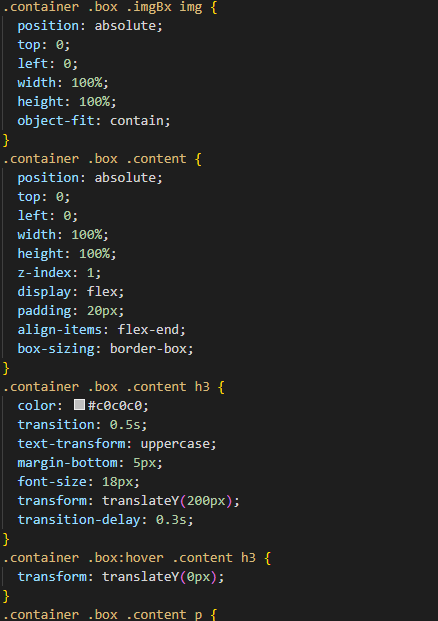 .container .box .imgBx img {
  position: absolute;
  top: 0;
  left: 0;
  width: 100%;
  height: 100%;
  object-fit: contain;
}
.container .box .content {
  position: absolute;
  top: 0;
  left: 0;
  width: 100%;
  height: 100%;
  z-index: 1;
  display: flex;
  padding: 20px;
  align-items: flex-end;
  box-sizing: border-box;
}
.container .box .content h3 {
  color: #c0c0c0;
  transition: 0.5s;
  text-transform: uppercase;
  margin-bottom: 5px;
  font-size: 18px;
  transform: translateY(200px);
  transition-delay: 0.3s;
}
.container .box:hover .content h3 {
  transform: translateY(0px);
}
.container .box .content p {